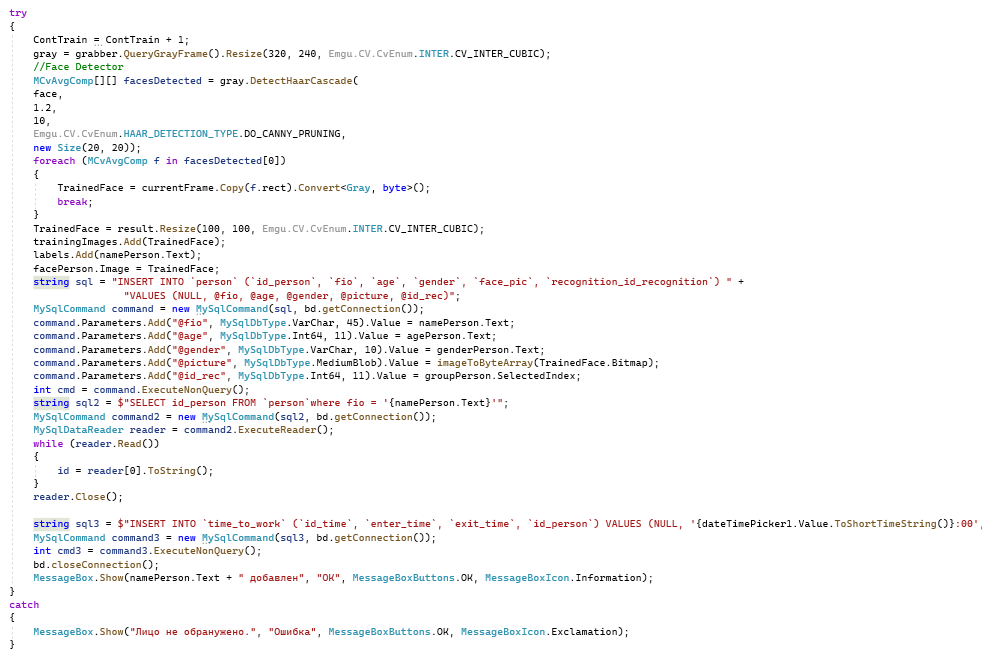 try
{
ContTrain = ContTrain + 1;
gray = grabber.QueryGrayFrame().Resize(320, 240, Emgu.CV.CvEnum.INTER.CV_INTER_CUBIC);
//Face Detector
MCvAvgComp[][] facesDetected = gray.DetectHaarCascade(
face,
1.2,
10,
Emgu.CV.CvEnum.HAAR_DETECTION_TYPE.DO_CANNY_PRUNING,
new Size(20, 20));
foreach (MCvAvgComp f in facesDetected[0])
{
TrainedFace = currentFrame.Copy(f.rect).Convert<Gray, byte>();
break;
}
TrainedFace = result.Resize(100, 100, Emgu.CV.CvEnum.INTER.CV_INTER_CUBIC);
trainingImages.Add(TrainedFace);
labels.Add(namePerson.Text);
facePerson.Image = TrainedFace;
string sql = "INSERT INTO `person` (`id_person`, `fio`, `age`, `gender`, `face_pic`, `recognition_id_recognition`) " +
"VALUES (NULL, @fio, @age, @gender, @picture, @id_rec)";
MySqlCommand command = new MySqlCommand(sql, bd.getConnection());
command.Parameters.Add("@fio", MySqlDbType.VarChar, 45).Value = namePerson.Text;
command.Parameters.Add("@age", MySqlDbType.Int64, 11).Value = agePerson.Text;
command.Parameters.Add("@gender", MySqlDbType.VarChar, 10).Value = genderPerson.Text;
command.Parameters.Add("@picture", MySqlDbType.MediumBlob).Value = imageToByteArray(TrainedFace.Bitmap);
command.Parameters.Add("@id_rec", MySqlDbType.Int64, 11).Value = groupPerson.SelectedIndex;
int cmd = command.ExecuteNonQuery();
string sql2 = $"SELECT id_person FROM `person`where fio = '{namePerson.Text}'";
MySqlCommand command2 = new MySqlCommand(sql2, bd.getConnection());
MySqlDataReader reader = command2.ExecuteReader();
while (reader.Read())
{
id = reader[0].ToString();
}
reader.Close();
string sql3 = $"INSERT INTO `time_to_work` (`id_time`, `enter_time`, `exit_time`, `id_person`) VALUES (NULL, '{dateTimePicker1.Value.ToShortTimeString()}:00',
MySqlCommand command3 = new MySqlCommand(sql3, bd.getConnection());
int cmd3 = command3.ExecuteNonQuery();
bd.closeConnection();
MessageBox.Show(namePerson.Text + " добавлен", "OK", MessageBoxButtons.OK, MessageBoxIcon.Information);
}
catch
{
MessageBox.Show("Лицо не обранужено.", "Ошибка", MessageBoxButtons.OK, MessageBoxIcon.Exclamation);
}